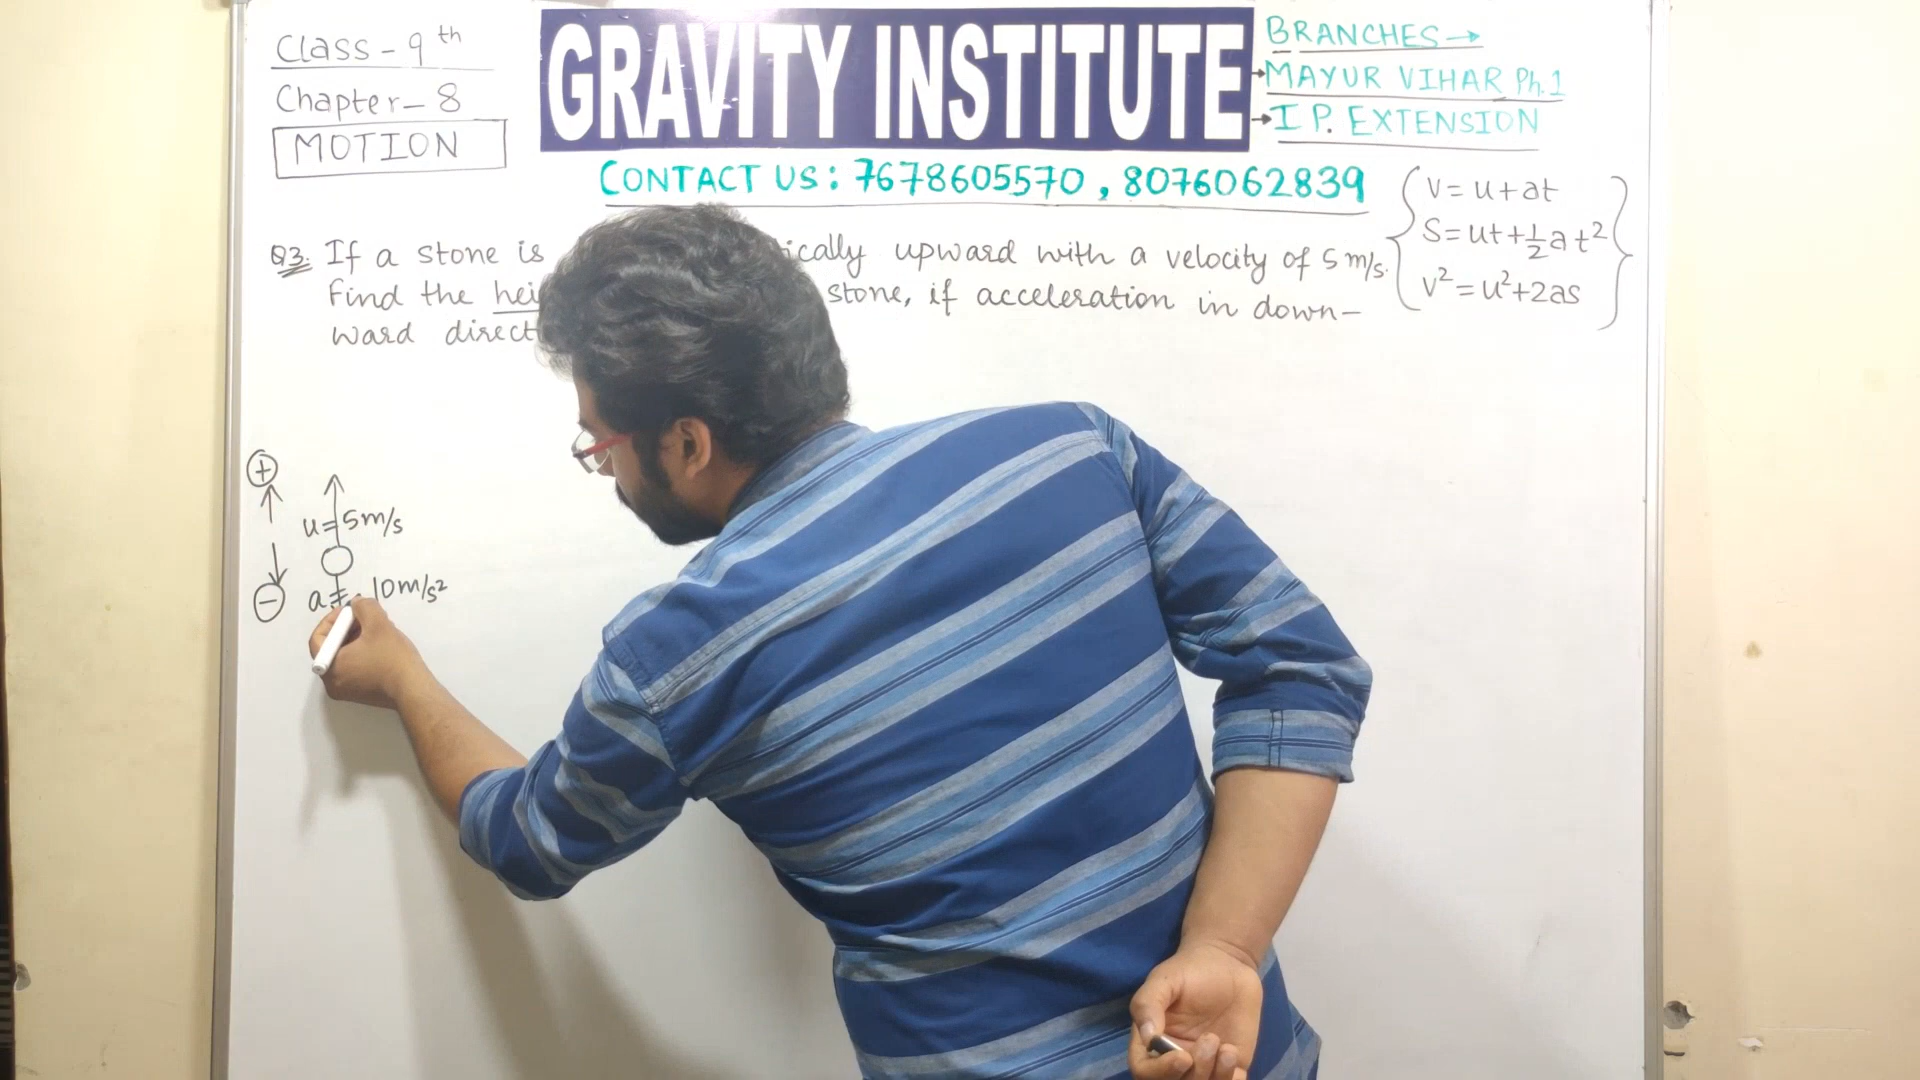 Class - 9th
Chapter - 8
MOTION
GRAVITY INSTITUTE
BRANCHES →
→ MAYUR VIHAR Ph.1
→ I P. EXTENSION
CONTACT US : 7678605570 , 8076062839
V = u + at
S = ut + 1/2 a t²
V² = u² + 2as
Q3. If a stone is upward with a velocity of 5 m/s.
Find the stone, if acceleration in down-
ward
+
u = 5m/s
a = - 10m/s²
−